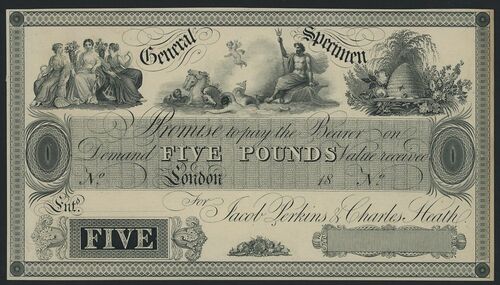 General Specimen
Promise to pay the Bearer on
Demand FIVE POUNDS Value received
No. London 18 No.
Entd.
For Jacob Perkins & Charles Heath
FIVE